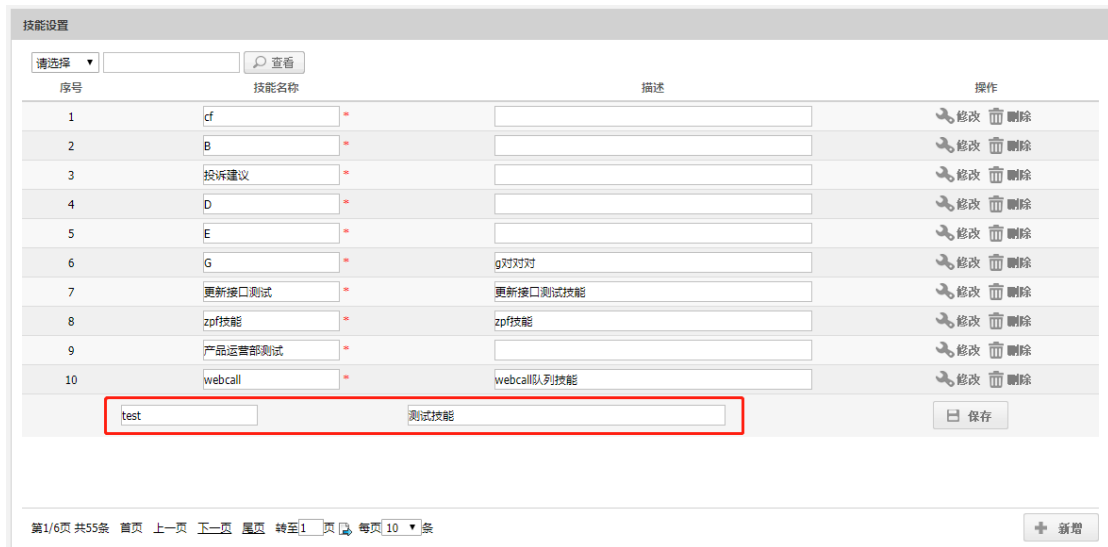 技能设置
请选择 查看
序号 技能名称 描述 操作
1 cf * 修改 删除
2 B * 修改 删除
3 投诉建议 * 修改 删除
4 D * 修改 删除
5 E * 修改 删除
6 G * g对对对 修改 删除
7 更新接口测试 * 更新接口测试技能 修改 删除
8 zpf技能 * zpf技能 修改 删除
9 产品运营部测试 * 修改 删除
10 webcall * webcall队列技能 修改 删除
test 测试技能 保存
第1/6页 共55条 首页 上一页 下一页 尾页 转至1 页 每页 10 条 新增